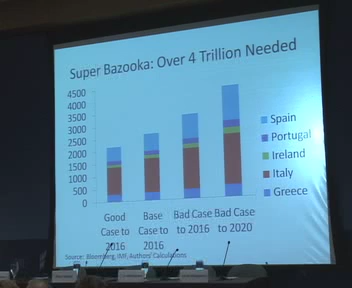 Super Bazooka: Over 4 Trillion Needed
4500
4000
3500
3000
2500
2000
1500
1000
500
0
Good Case to 2016
Base Case to 2016
Bad Case to 2016
Bad Case to 2020
Spain
Portugal
Ireland
Italy
Greece
Source: Bloomberg, IMF, Authors' Calculations